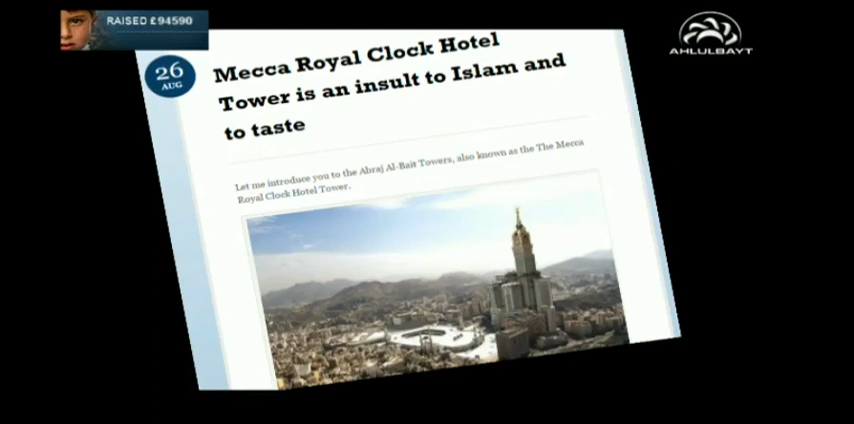 RAISED £94590
AHLULBAYT
26
AUG
Mecca Royal Clock Hotel
Tower is an insult to Islam and
to taste
Let me introduce you to the Abraj Al-Bait Towers, also known as the The Mecca
Royal Clock Hotel Tower.